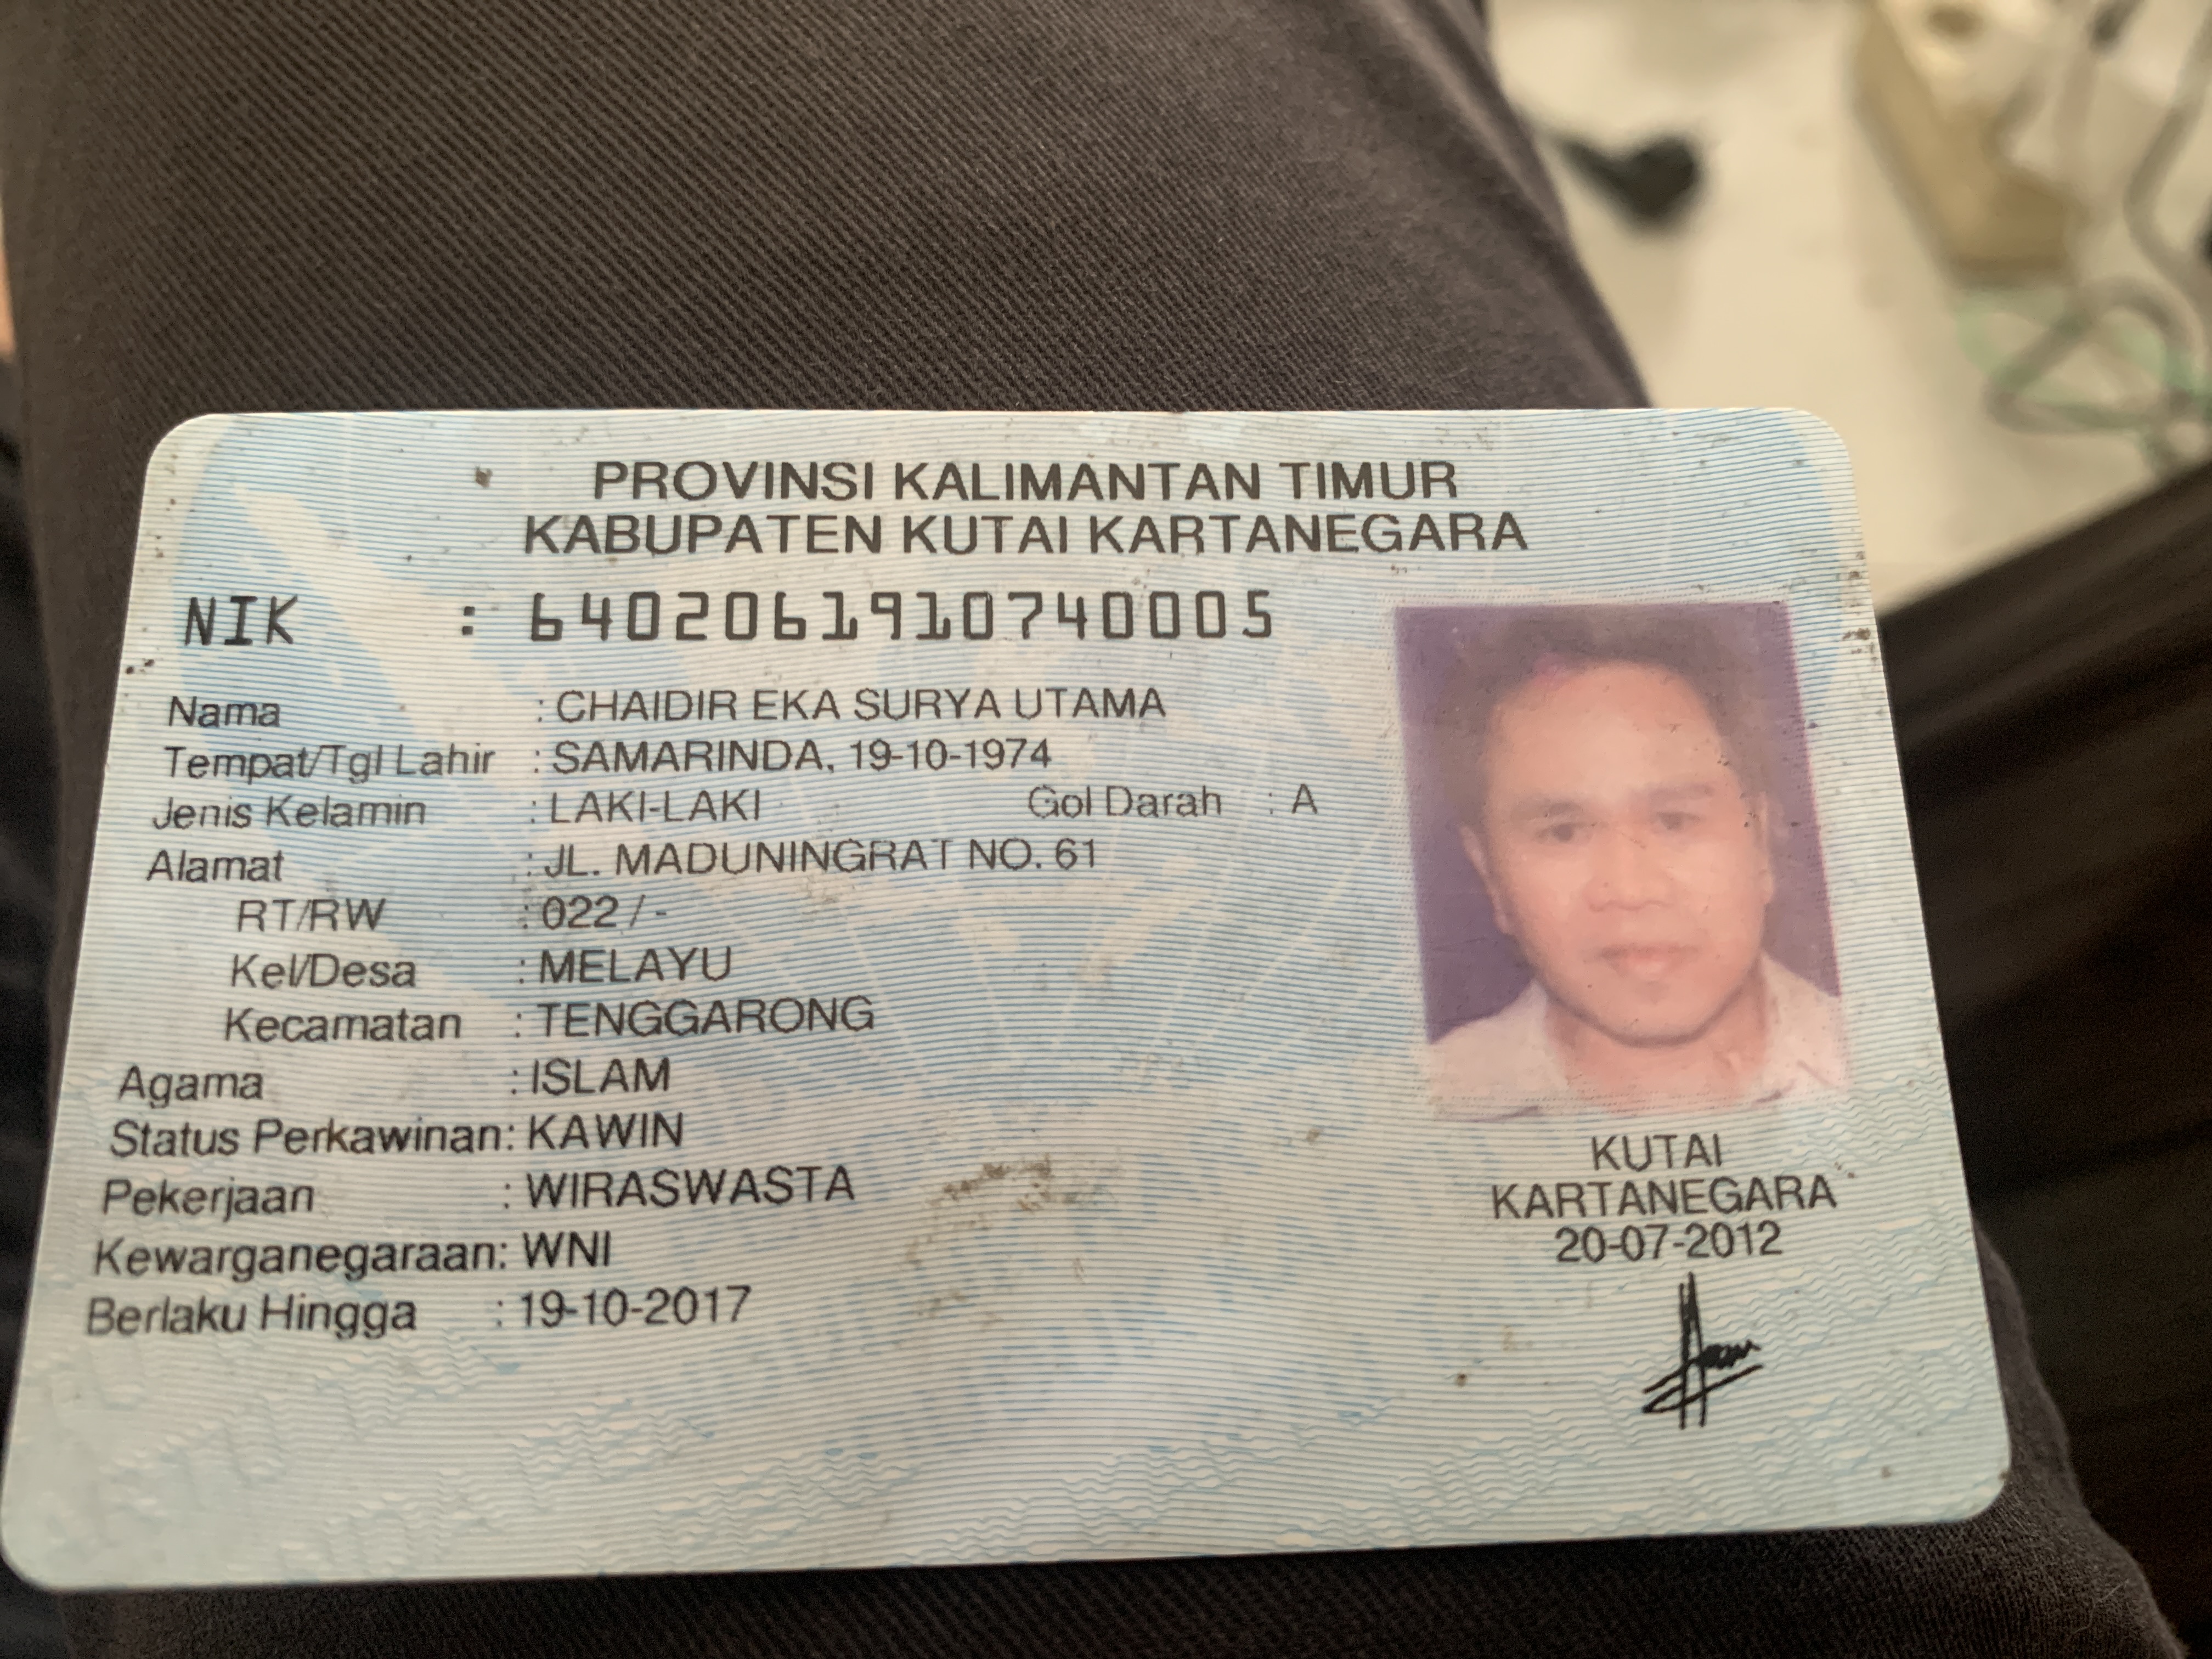 PROVINSI KALIMANTAN TIMUR
KABUPATEN KUTAI KARTANEGARA
NIK : 6402061910740005
Nama : CHAIDIR EKA SURYA UTAMA
Tempat/Tgl Lahir : SAMARINDA, 19-10-1974
Jenis Kelamin : LAKI-LAKI Gol Darah : A
Alamat : JL. MADUNINGRAT NO. 61
RT/RW : 022 / -
Kel/Desa : MELAYU
Kecamatan : TENGGARONG
Agama : ISLAM
Status Perkawinan: KAWIN
Pekerjaan : WIRASWASTA
Kewarganegaraan: WNI
Berlaku Hingga : 19-10-2017
KUTAI
KARTANEGARA
20-07-2012